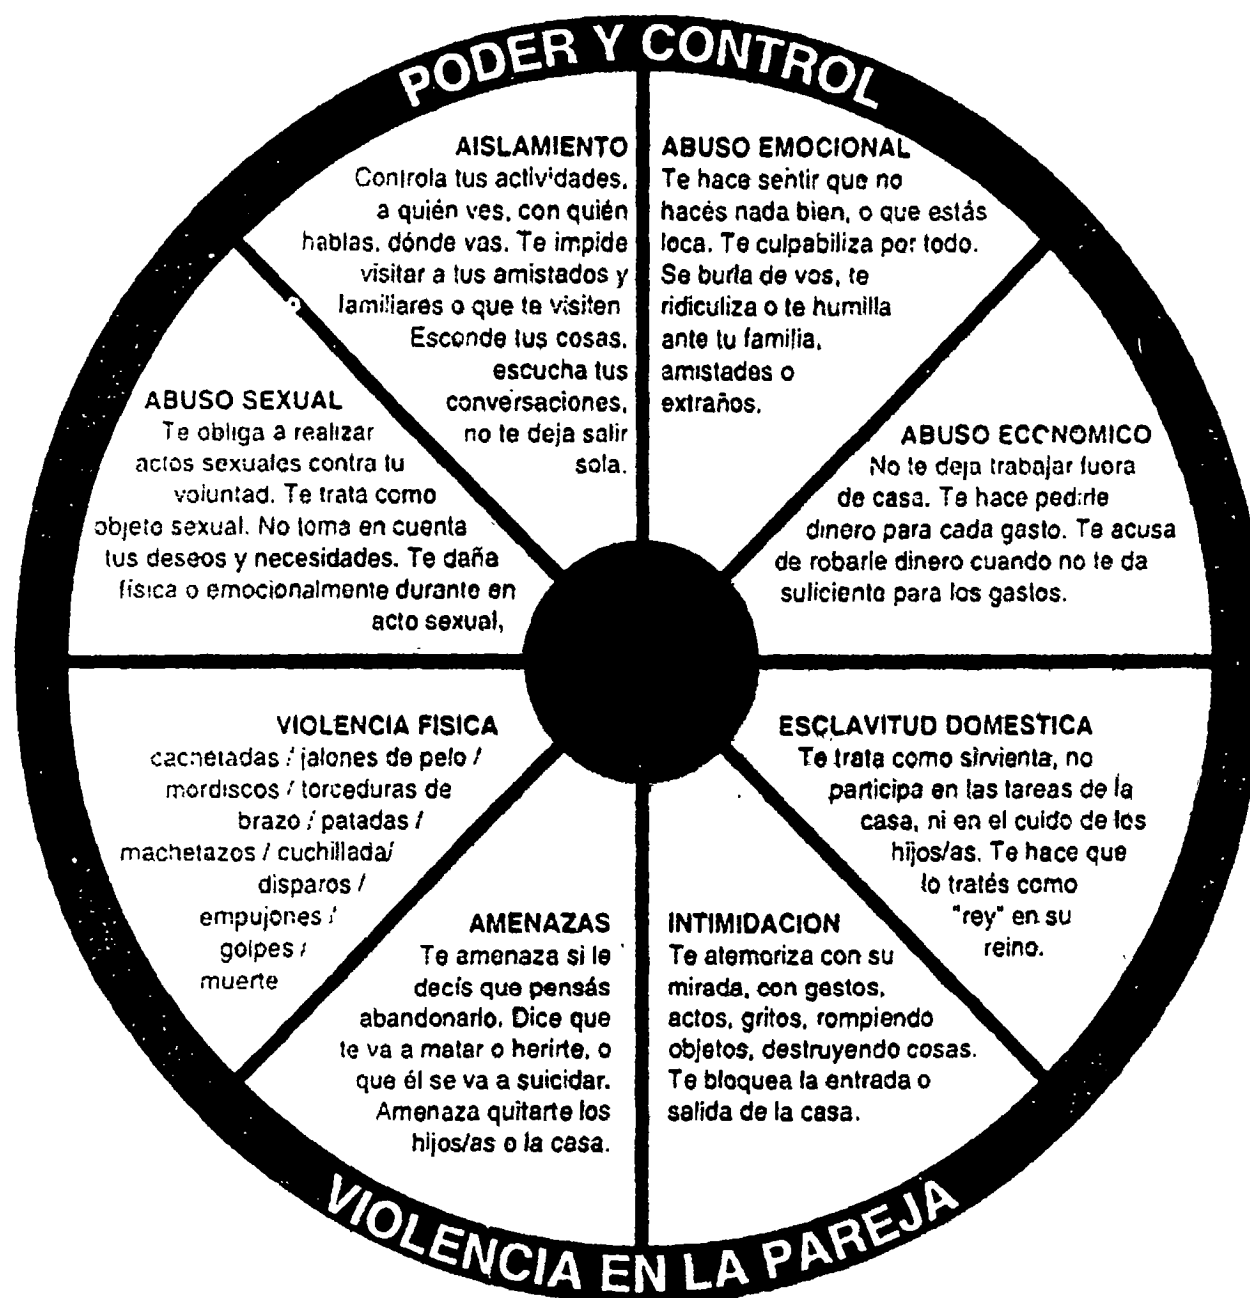 PODER Y CONTROL
AISLAMIENTO
Controla tus actividades,
a quién ves, con quién
hablas, dónde vas. Te impide
visitar a tus amistados y
lamiliares o que te visiten
Esconde tus cosas,
escucha tus
conversaciones,
no te deja salir
sola.
ABUSO EMOCIONAL
Te hace sentir que no
hacés nada bien, o que estás
loca. Te culpabiliza por todo.
Se burla de vos, te
ridiculiza o te humilla
ante tu familia,
amistades o
extraños.
ABUSO ECONOMICO
No te deja trabajar fuera
de casa. Te hace pedirle
dinero para cada gasto. Te acusa
de robarle dinero cuando no te da
suficiente para los gastos.
ESCLAVITUD DOMESTICA
Te trata como sirvienta, no
participa en las tareas de la
casa, ni en el cuido de los
hijos/as. Te hace que
lo tratés como
"rey" en su
reino.
INTIMIDACION
Te atemoriza con su
mirada, con gestos,
actos, gritos, rompiendo
objetos, destruyendo cosas.
Te bloquea la entrada o
salida de la casa.
AMENAZAS
Te amenaza si le
decís que pensás
abandonarlo. Dice que
te va a matar o herirte, o
que él se va a suicidar.
Amenaza quitarte los
hijos/as o la casa.
VIOLENCIA FISICA
cachetadas / jalones de pelo /
mordiscos / torceduras de
brazo / patadas /
machetazos / cuchillada/
disparos /
empujones /
golpes /
muerte
ABUSO SEXUAL
Te obliga a realizar
actos sexuales contra tu
voluntad. Te trata como
objeto sexual. No toma en cuenta
tus deseos y necesidades. Te daña
física o emocionalmente durante en
acto sexual,
VIOLENCIA EN LA PAREJA